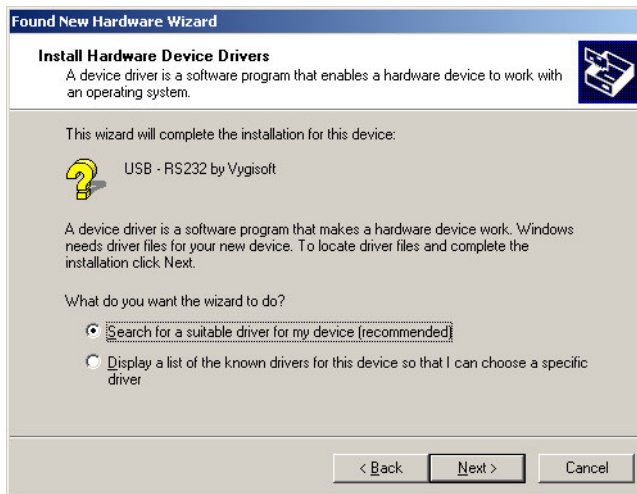 Found New Hardware Wizard
Install Hardware Device Drivers
A device driver is a software program that enables a hardware device to work with
an operating system.
This wizard will complete the installation for this device:
USB - RS232 by Vygisoft
A device driver is a software program that makes a hardware device work. Windows
needs driver files for your new device. To locate driver files and complete the
installation click Next.
What do you want the wizard to do?
Search for a suitable driver for my device (recommended)
Display a list of the known drivers for this device so that I can choose a specific
driver
< Back
Next >
Cancel